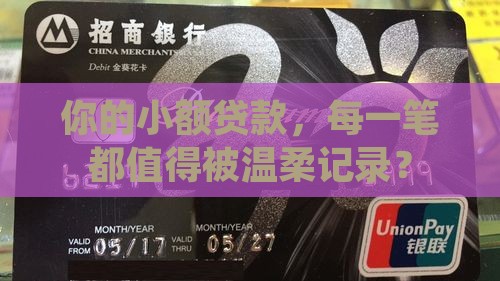 招商銀行
CHINA MERCHANTS
Debit 金葵花卡
你的小额贷款，每一笔
都值得被温柔记录？
MONTH/YEAR MONTH/YEAR
VALID FROM 05/17 VALID THRU 05/27
UnionPay
银联